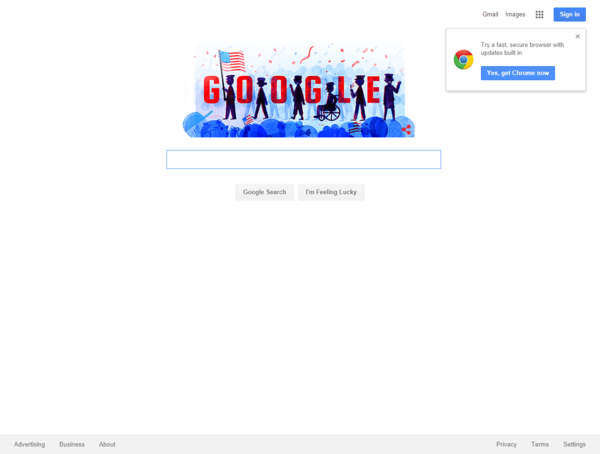 Gmail Images Sign in
Try a fast, secure browser with
updates built in.
Yes, get Chrome now
GOOGLE
Google Search I'm Feeling Lucky
Advertising Business About Privacy Terms Settings